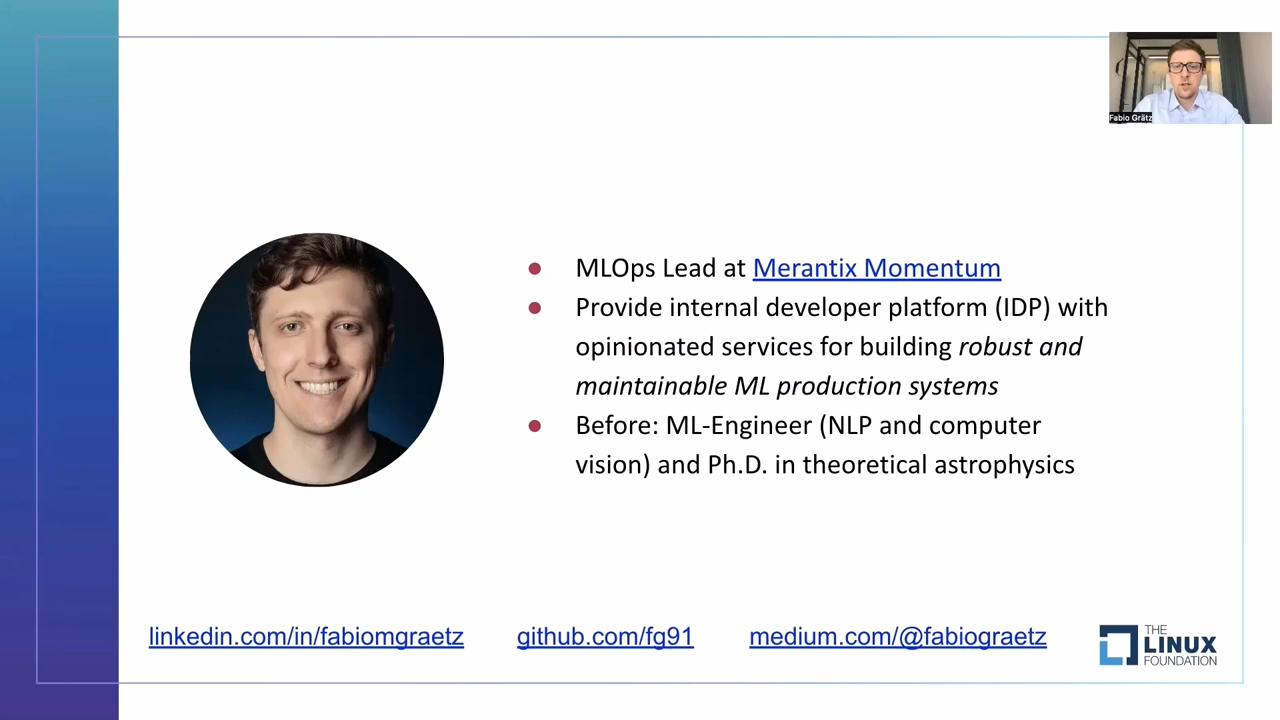 Fabio Grätz
● MLOps Lead at Merantix Momentum
● Provide internal developer platform (IDP) with
opinionated services for building robust and
maintainable ML production systems
● Before: ML-Engineer (NLP and computer
vision) and Ph.D. in theoretical astrophysics
linkedin.com/in/fabiomgraetz
github.com/fg91
medium.com/@fabiograetz
THE
LINUX
FOUNDATION